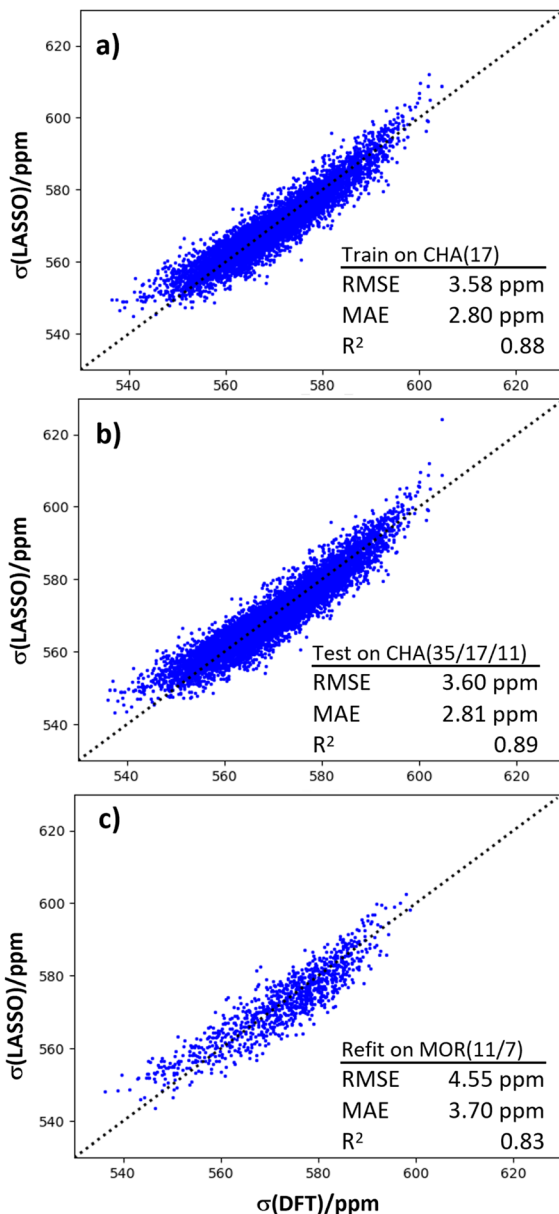 a)
620
600
580
560
540
σ(LASSO)/ppm
Train on CHA(17)
RMSE 3.58 ppm
MAE 2.80 ppm
R² 0.88
540 560 580 600 620
b)
620
600
580
560
540
σ(LASSO)/ppm
Test on CHA(35/17/11)
RMSE 3.60 ppm
MAE 2.81 ppm
R² 0.89
540 560 580 600 620
c)
620
600
580
560
540
σ(LASSO)/ppm
Refit on MOR(11/7)
RMSE 4.55 ppm
MAE 3.70 ppm
R² 0.83
540 560 580 600 620
σ(DFT)/ppm